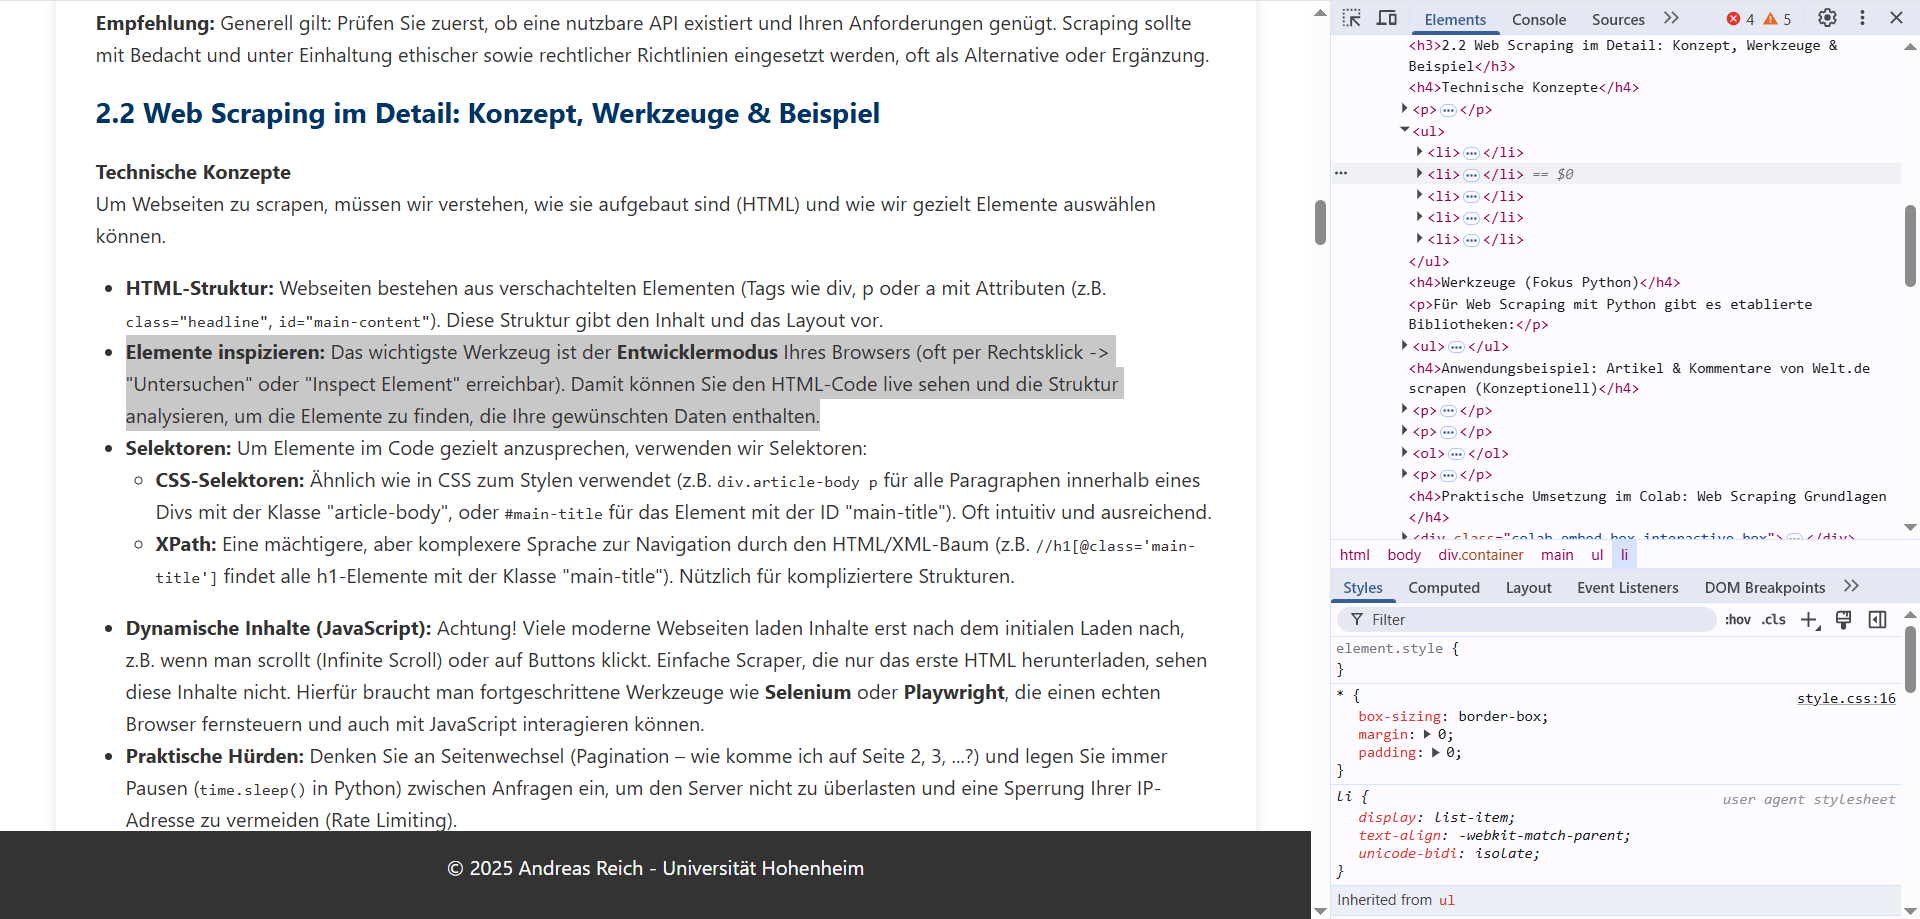 Empfehlung: Generell gilt: Prüfen Sie zuerst, ob eine nutzbare API existiert und Ihren Anforderungen genügt. Scraping sollte
mit Bedacht und unter Einhaltung ethischer sowie rechtlicher Richtlinien eingesetzt werden, oft als Alternative oder Ergänzung.
2.2 Web Scraping im Detail: Konzept, Werkzeuge & Beispiel
Technische Konzepte
Um Webseiten zu scrapen, müssen wir verstehen, wie sie aufgebaut sind (HTML) und wie wir gezielt Elemente auswählen
können.
• HTML-Struktur: Webseiten bestehen aus verschachtelten Elementen (Tags wie div, p oder a mit Attributen (z.B.
class="headline", id="main-content"). Diese Struktur gibt den Inhalt und das Layout vor.
• Elemente inspizieren: Das wichtigste Werkzeug ist der Entwicklermodus Ihres Browsers (oft per Rechtsklick ->
"Untersuchen" oder "Inspect Element" erreichbar). Damit können Sie den HTML-Code live sehen und die Struktur
analysieren, um die Elemente zu finden, die Ihre gewünschten Daten enthalten.
• Selektoren: Um Elemente im Code gezielt anzusprechen, verwenden wir Selektoren:
◦ CSS-Selektoren: Ähnlich wie in CSS zum Stylen verwendet (z.B. div.article-body p für alle Paragraphen innerhalb eines
Divs mit der Klasse "article-body", oder #main-title für das Element mit der ID "main-title"). Oft intuitiv und ausreichend.
◦ XPath: Eine mächtigere, aber komplexere Sprache zur Navigation durch den HTML/XML-Baum (z.B. //h1[@class='main-
title'] findet alle h1-Elemente mit der Klasse "main-title"). Nützlich für kompliziertere Strukturen.
• Dynamische Inhalte (JavaScript): Achtung! Viele moderne Webseiten laden Inhalte erst nach dem initialen Laden nach,
z.B. wenn man scrollt (Infinite Scroll) oder auf Buttons klickt. Einfache Scraper, die nur das erste HTML herunterladen, sehen
diese Inhalte nicht. Hierfür braucht man fortgeschrittene Werkzeuge wie Selenium oder Playwright, die einen echten
Browser fernsteuern und auch mit JavaScript interagieren können.
• Praktische Hürden: Denken Sie an Seitenwechsel (Pagination – wie komme ich auf Seite 2, 3, ...?) und legen Sie immer
Pausen (time.sleep() in Python) zwischen Anfragen ein, um den Server nicht zu überlasten und eine Sperrung Ihrer IP-
Adresse zu vermeiden (Rate Limiting).
© 2025 Andreas Reich - Universität Hohenheim
Elements Console Sources 4 5
<h3>2.2 Web Scraping im Detail: Konzept, Werkzeuge &
Beispiel</h3>
<h4>Technische Konzepte</h4>
<p>…</p>
<ul>
<li>…</li>
<li>…</li> == $0
<li>…</li>
<li>…</li>
<li>…</li>
</ul>
<h4>Werkzeuge (Fokus Python)</h4>
<p>Für Web Scraping mit Python gibt es etablierte
Bibliotheken:</p>
<ul>…</ul>
<h4>Anwendungsbeispiel: Artikel & Kommentare von Welt.de
scrapen (Konzeptionell)</h4>
<p>…</p>
<p>…</p>
<ol>…</ol>
<p>…</p>
<h4>Praktische Umsetzung im Colab: Web Scraping Grundlagen
</h4>
<div class="colab-embed-box interactive-box">…</div>
html body div.container main ul li
Styles Computed Layout Event Listeners DOM Breakpoints
Filter :hov .cls
element.style {
}
* { style.css:16
box-sizing: border-box;
margin: 0;
padding: 0;
}
li { user agent stylesheet
display: list-item;
text-align: -webkit-match-parent;
unicode-bidi: isolate;
}
Inherited from ul